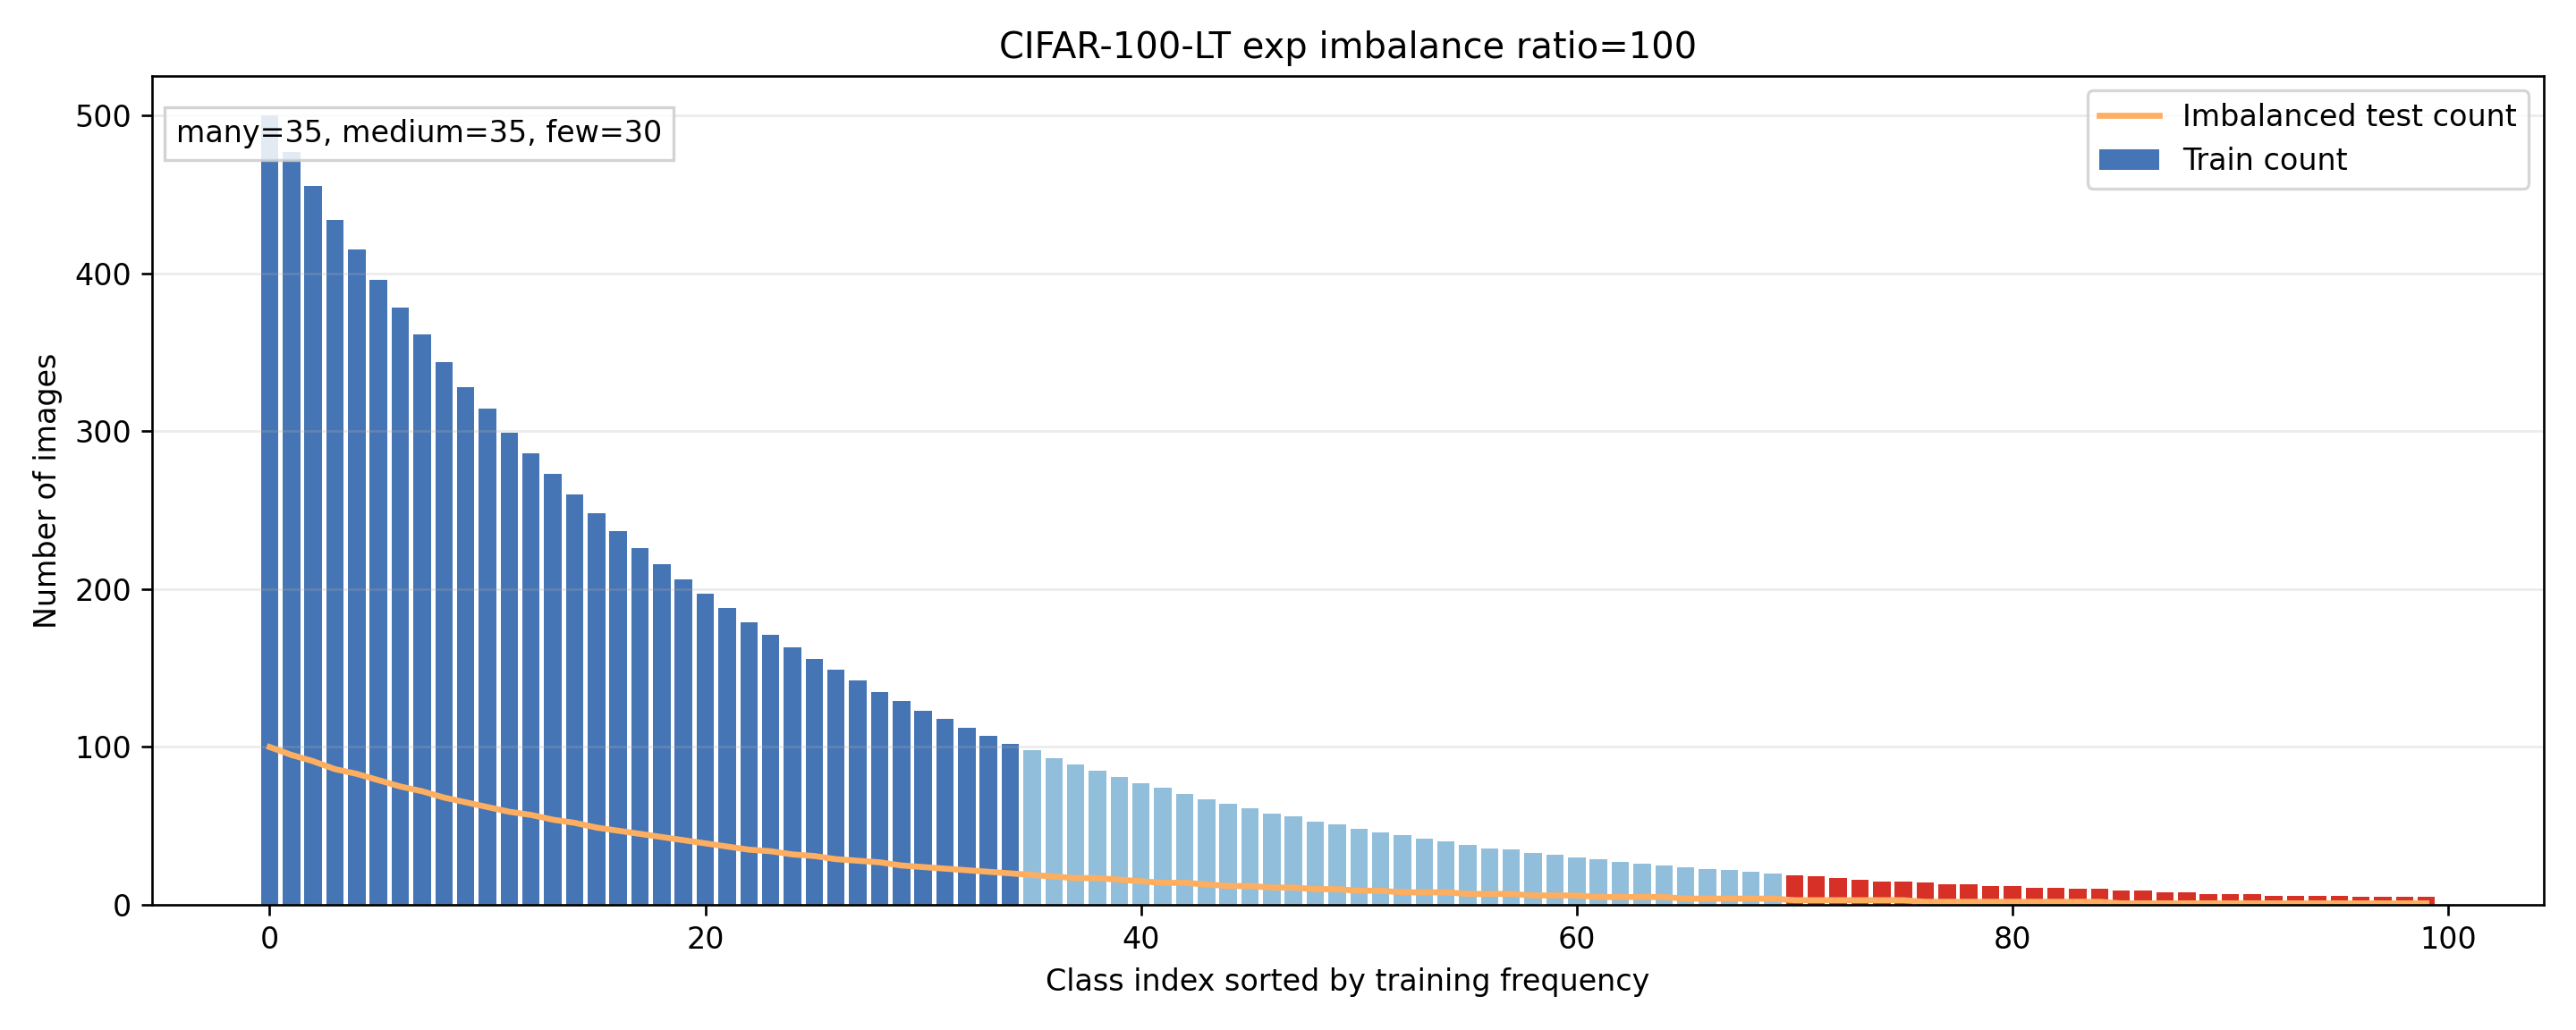 CIFAR-100-LT exp imbalance ratio=100
many=35, medium=35, few=30
Imbalanced test count
Train count
Number of images
500
400
300
200
100
0
0 20 40 60 80 100
Class index sorted by training frequency